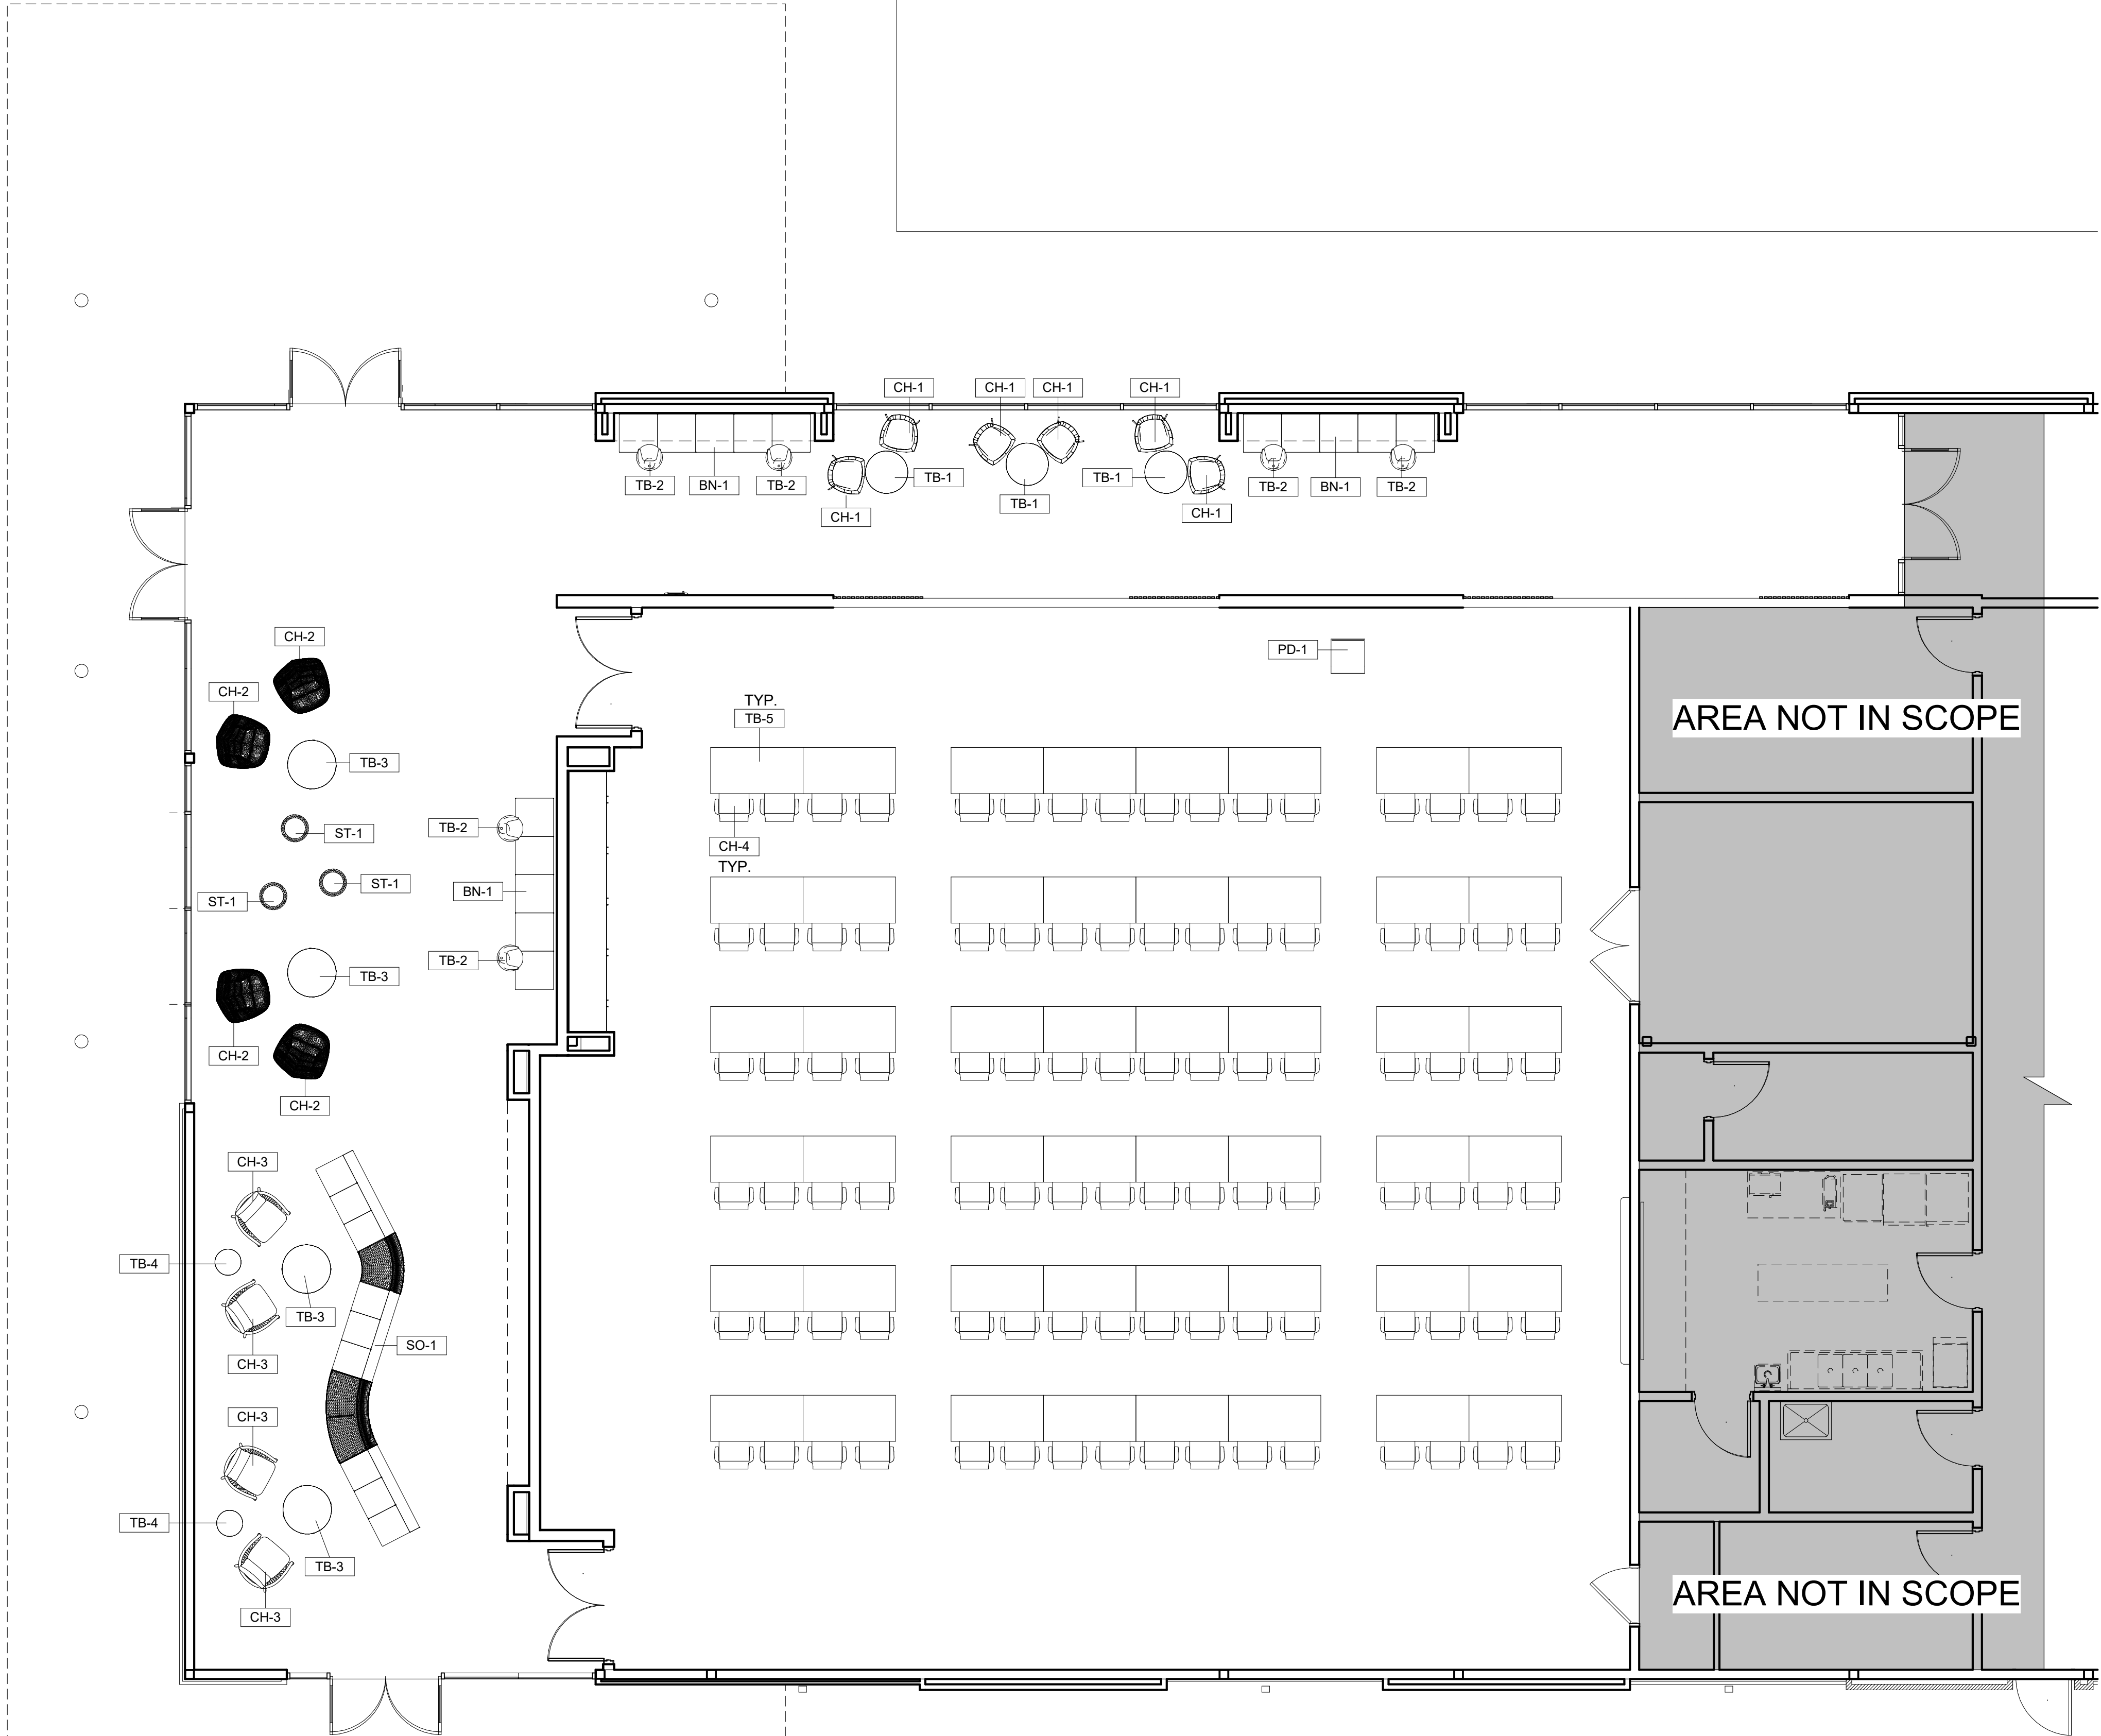 CH-1
CH-1
CH-1
CH-1
TB-2
BN-1
TB-2
TB-1
TB-1
TB-1
TB-2
BN-1
TB-2
CH-1
CH-1
CH-2
PD-1
CH-2
TYP.
TB-5
AREA NOT IN SCOPE
TB-3
TB-2
ST-1
CH-4
TYP.
ST-1
BN-1
ST-1
TB-2
TB-3
CH-2
CH-2
CH-3
TB-4
TB-3
SO-1
CH-3
CH-3
TB-4
TB-3
AREA NOT IN SCOPE
CH-3